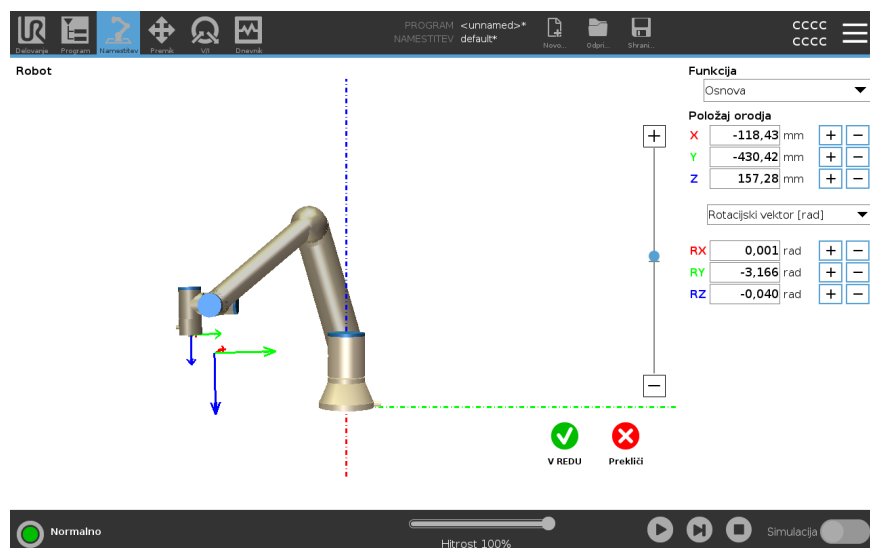 PROGRAM <unnamed>*
NAMESTITEV default*
cccc
cccc
Delovanje Program Namestitev Premik V/I Dnevnik Novo... Odpri... Shrani...
Robot
Funkcija
Osnova
Položaj orodja
X -118,43 mm + −
Y -430,42 mm + −
Z 157,28 mm + −
Rotacijski vektor [rad]
RX 0,001 rad + −
RY -3,166 rad + −
RZ -0,040 rad + −
V REDU Prekliči
Normalno
Hitrost 100%
Simulacija